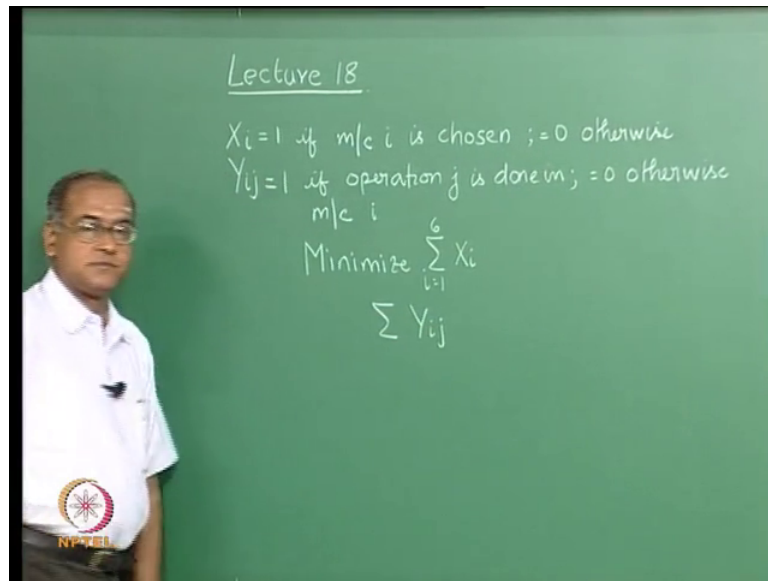 Lecture 18
Xi = 1 if m/c i is chosen ; = 0 otherwise
Yij = 1 if operation j is done in ; = 0 otherwise
m/c i
Minimize 6∑i=1 Xi
∑ Yij
NPTEL